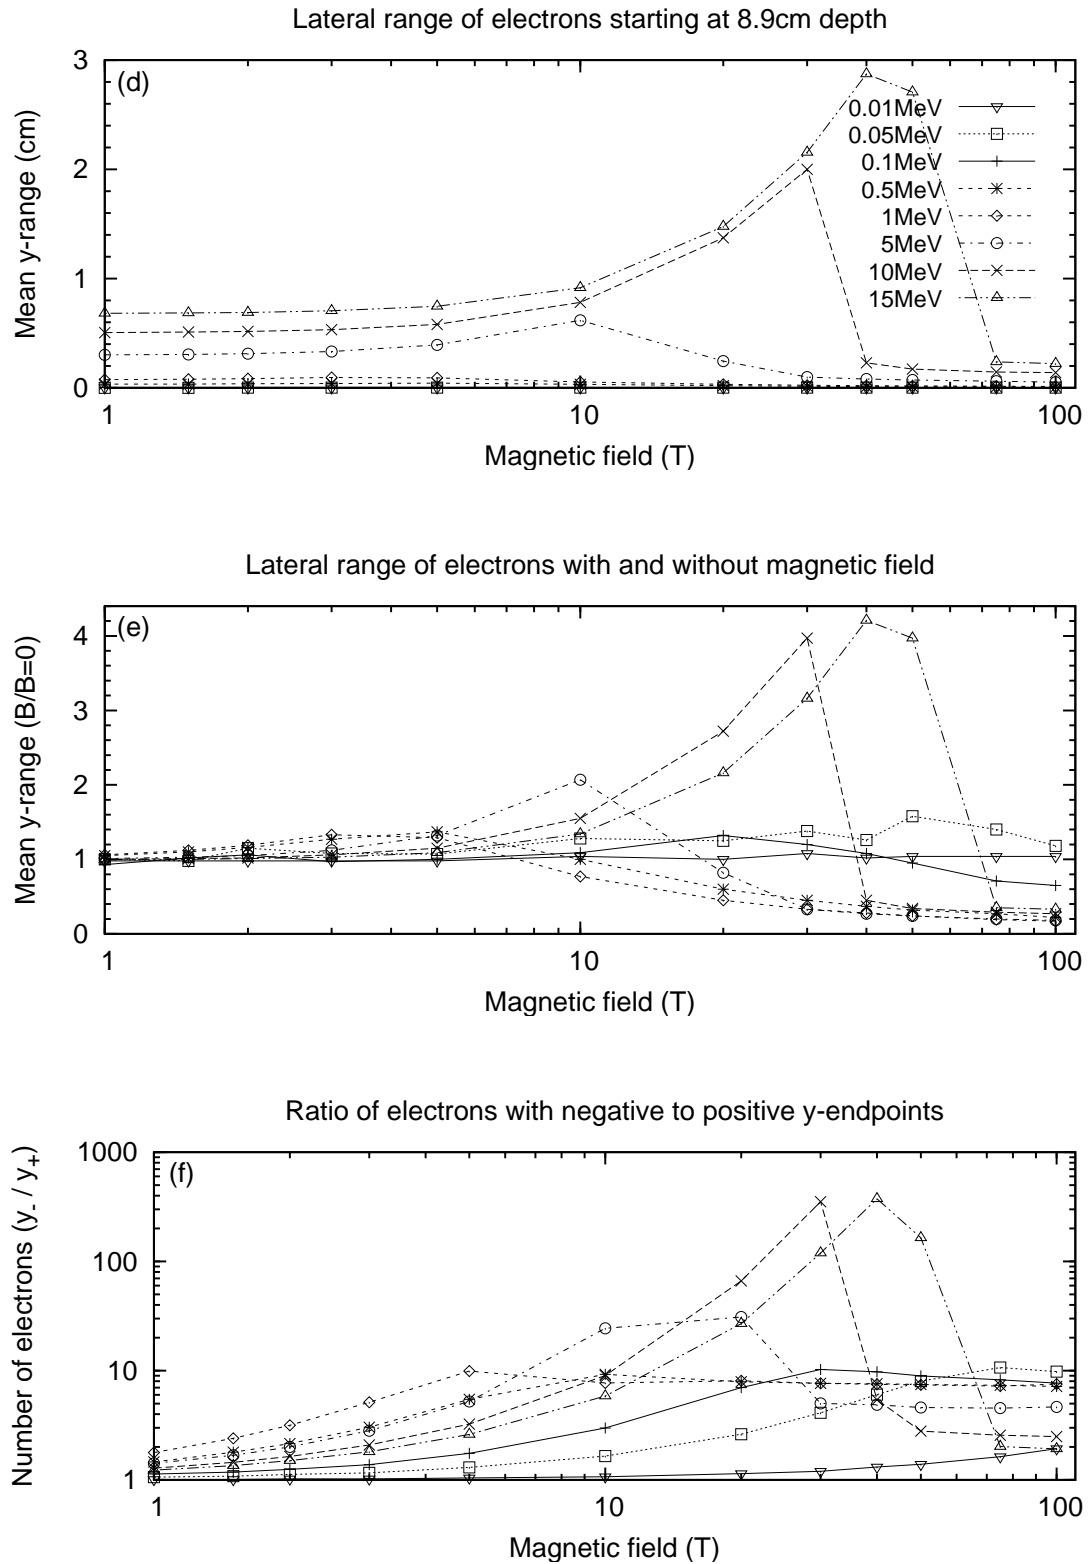 Lateral range of electrons starting at 8.9cm depth
(d)
Mean y-range (cm)
3
2
1
0
0.01MeV
0.05MeV
0.1MeV
0.5MeV
1MeV
5MeV
10MeV
15MeV
1 10 100
Magnetic field (T)
Lateral range of electrons with and without magnetic field
(e)
Mean y-range (B/B=0)
4
3
2
1
0
1 10 100
Magnetic field (T)
Ratio of electrons with negative to positive y-endpoints
(f)
Number of electrons (y- / y+)
1000
100
10
1
1 10 100
Magnetic field (T)